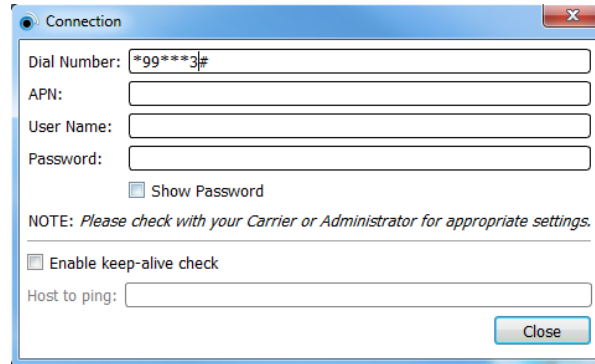 Connection
Dial Number: *99***3#
APN:
User Name:
Password:
Show Password
NOTE: Please check with your Carrier or Administrator for appropriate settings.
Enable keep-alive check
Host to ping:
Close